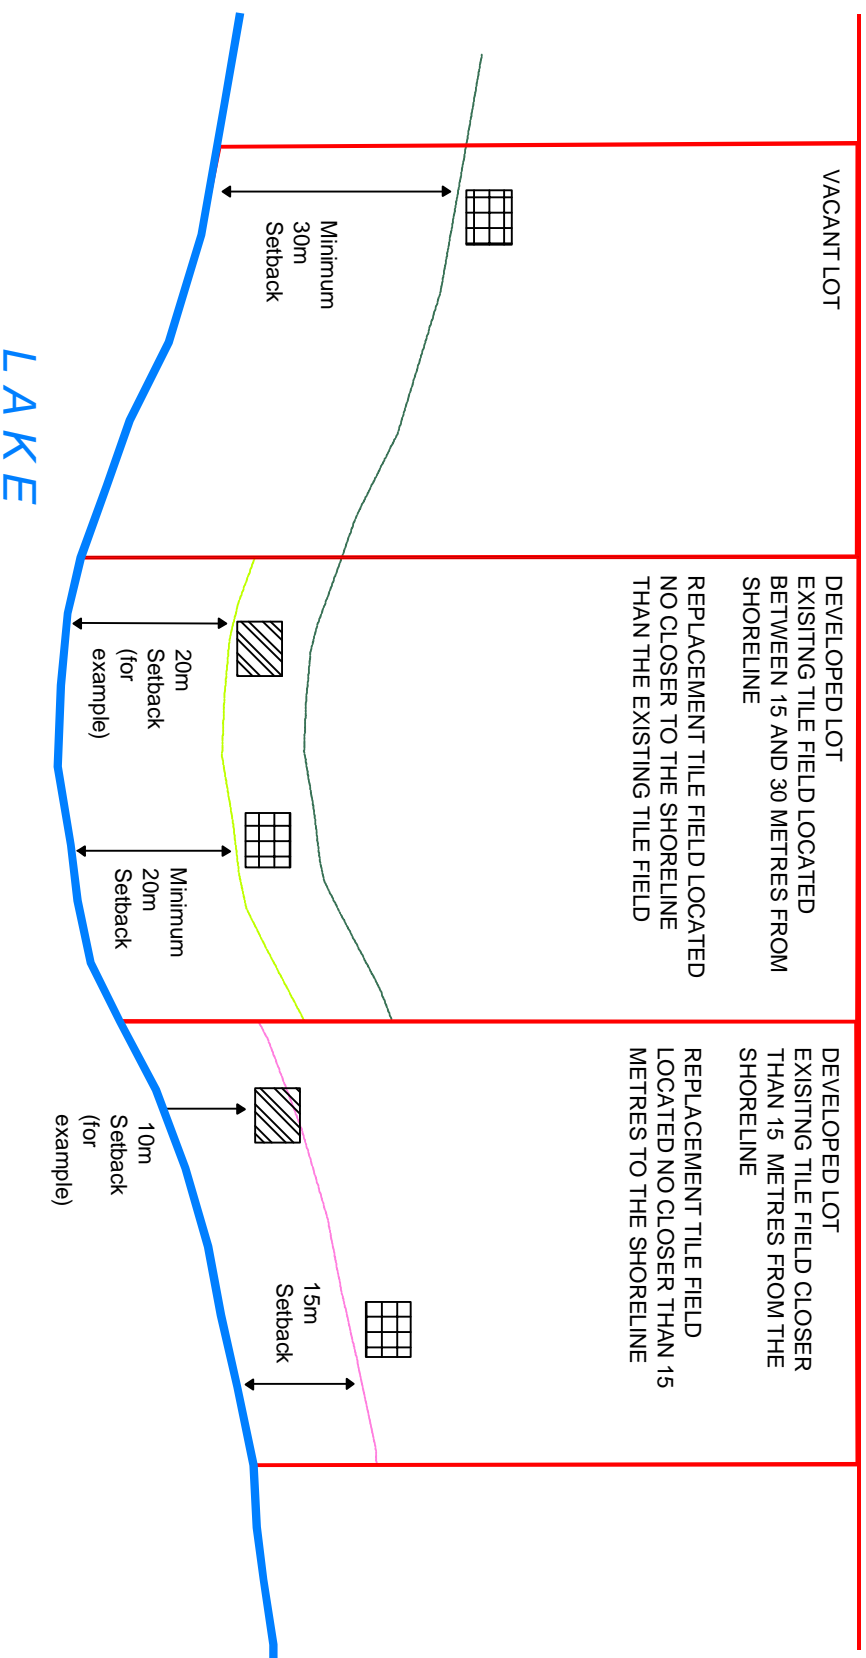 VACANT LOT
Minimum
30m
Setback
DEVELOPED LOT
EXISITNG TILE FIELD LOCATED
BETWEEN 15 AND 30 METRES FROM
SHORELINE
REPLACEMENT TILE FIELD LOCATED
NO CLOSER TO THE SHORELINE
THAN THE EXISTING TILE FIELD
20m
Setback
(for
example)
Minimum
20m
Setback
DEVELOPED LOT
EXISITNG TILE FIELD CLOSER
THAN 15 METRES FROM THE
SHORELINE
REPLACEMENT TILE FIELD
LOCATED NO CLOSER THAN 15
METRES TO THE SHORELINE
10m
Setback
(for
example)
15m
Setback
LAKE